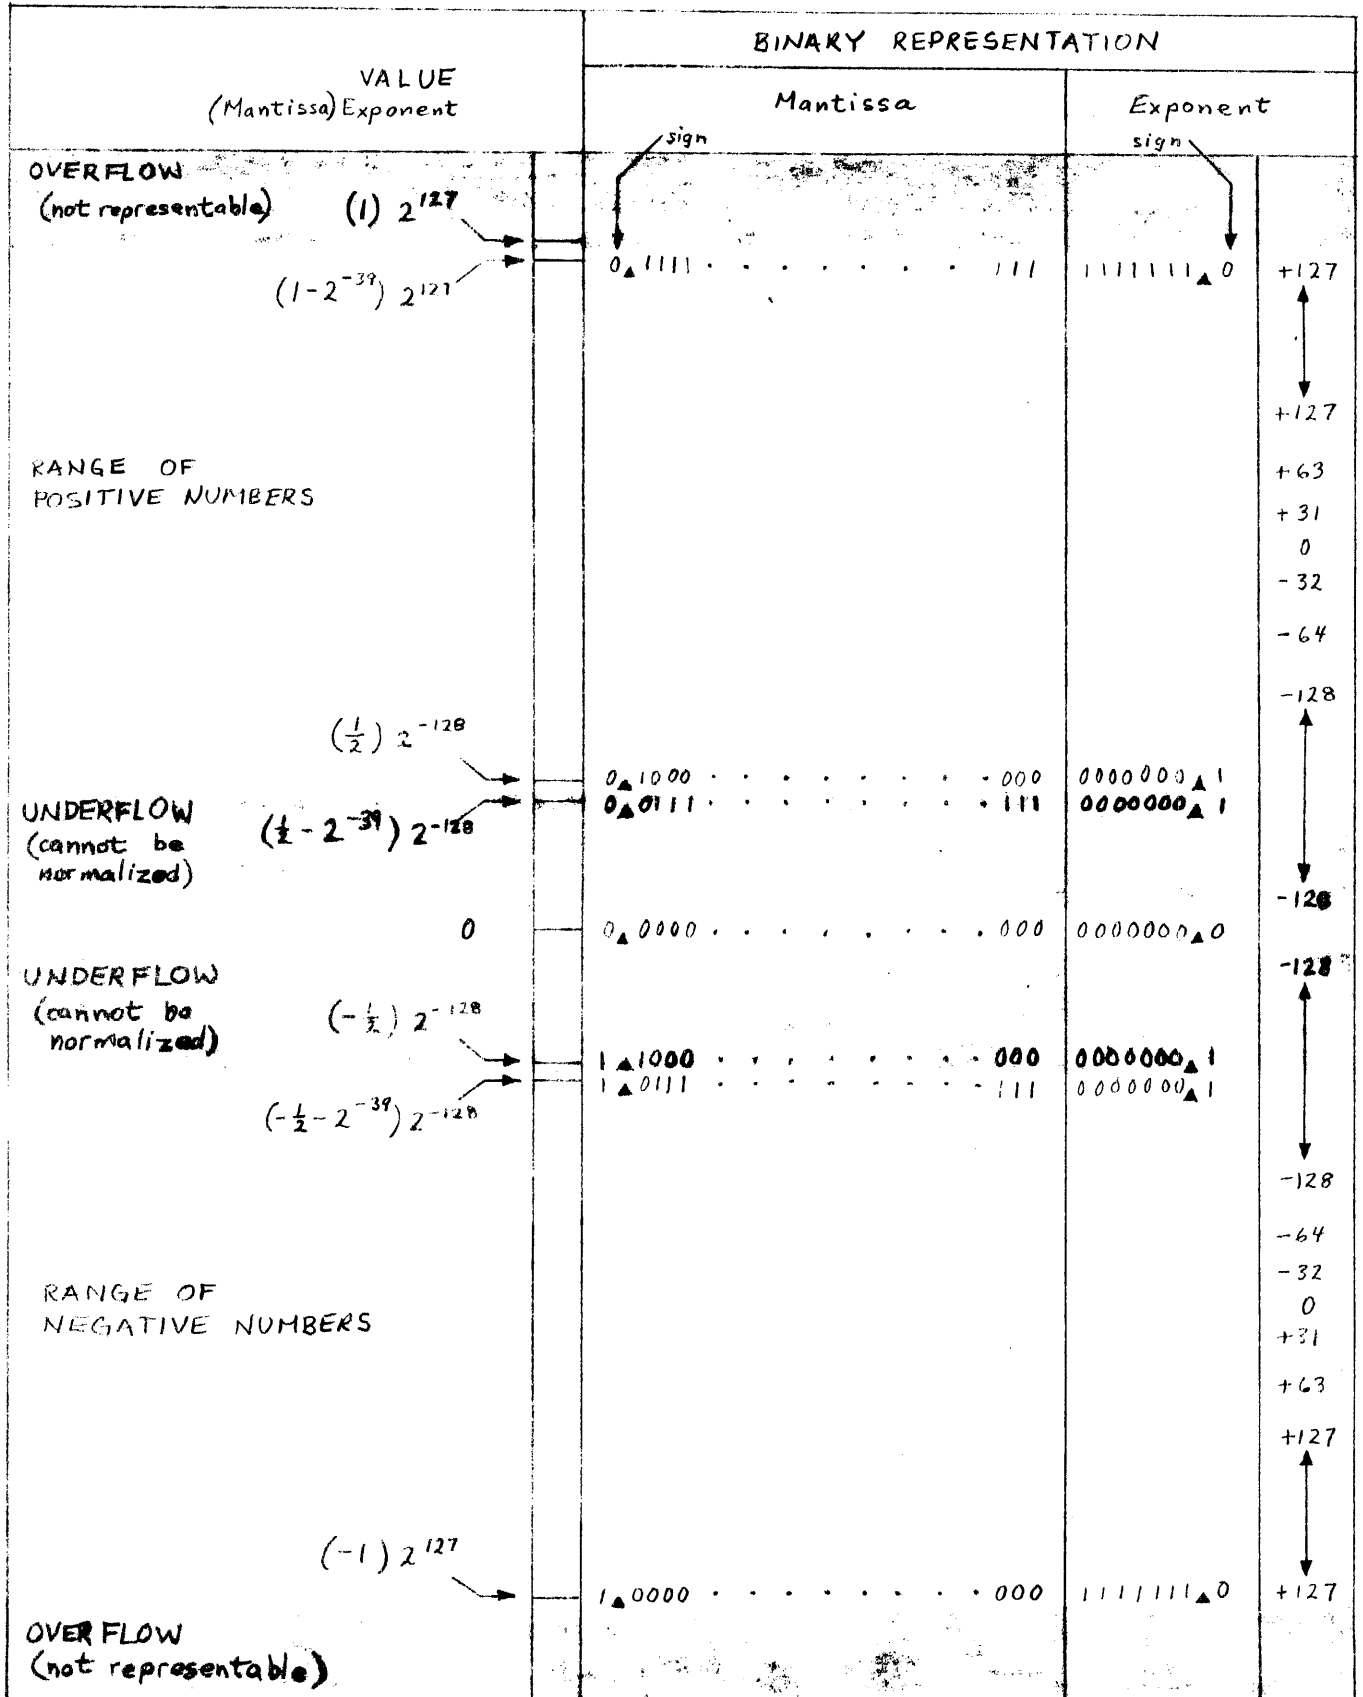 BINARY REPRESENTATION
VALUE
(Mantissa) Exponent
Mantissa
Exponent
sign
sign
OVERFLOW
(not representable)
(1) 2^127
(1-2^-39) 2^127
0▲1111 · · · · · · · 111 1111111▲0 +127
+127
RANGE OF
POSITIVE NUMBERS
+63
+31
0
-32
-64
-128
(1/2) 2^-128
0▲1000 · · · · · · · 000 0000000▲1
UNDERFLOW
(cannot be
normalized)
(1/2 - 2^-39) 2^-128
0▲0111 · · · · · · · 111 0000000▲1
-128
0
0▲0000 · · · · · · · 000 0000000▲0
-128
UNDERFLOW
(cannot be
normalized)
(-1/2) 2^-128
1▲1000 · · · · · · · 000 0000000▲1
(-1/2 - 2^-39) 2^-128
1▲0111 · · · · · · · 111 0000000▲1
-128
-64
-32
0
+31
+63
+127
RANGE OF
NEGATIVE NUMBERS
(-1) 2^127
1▲0000 · · · · · · · 000 1111111▲0 +127
OVERFLOW
(not representable)